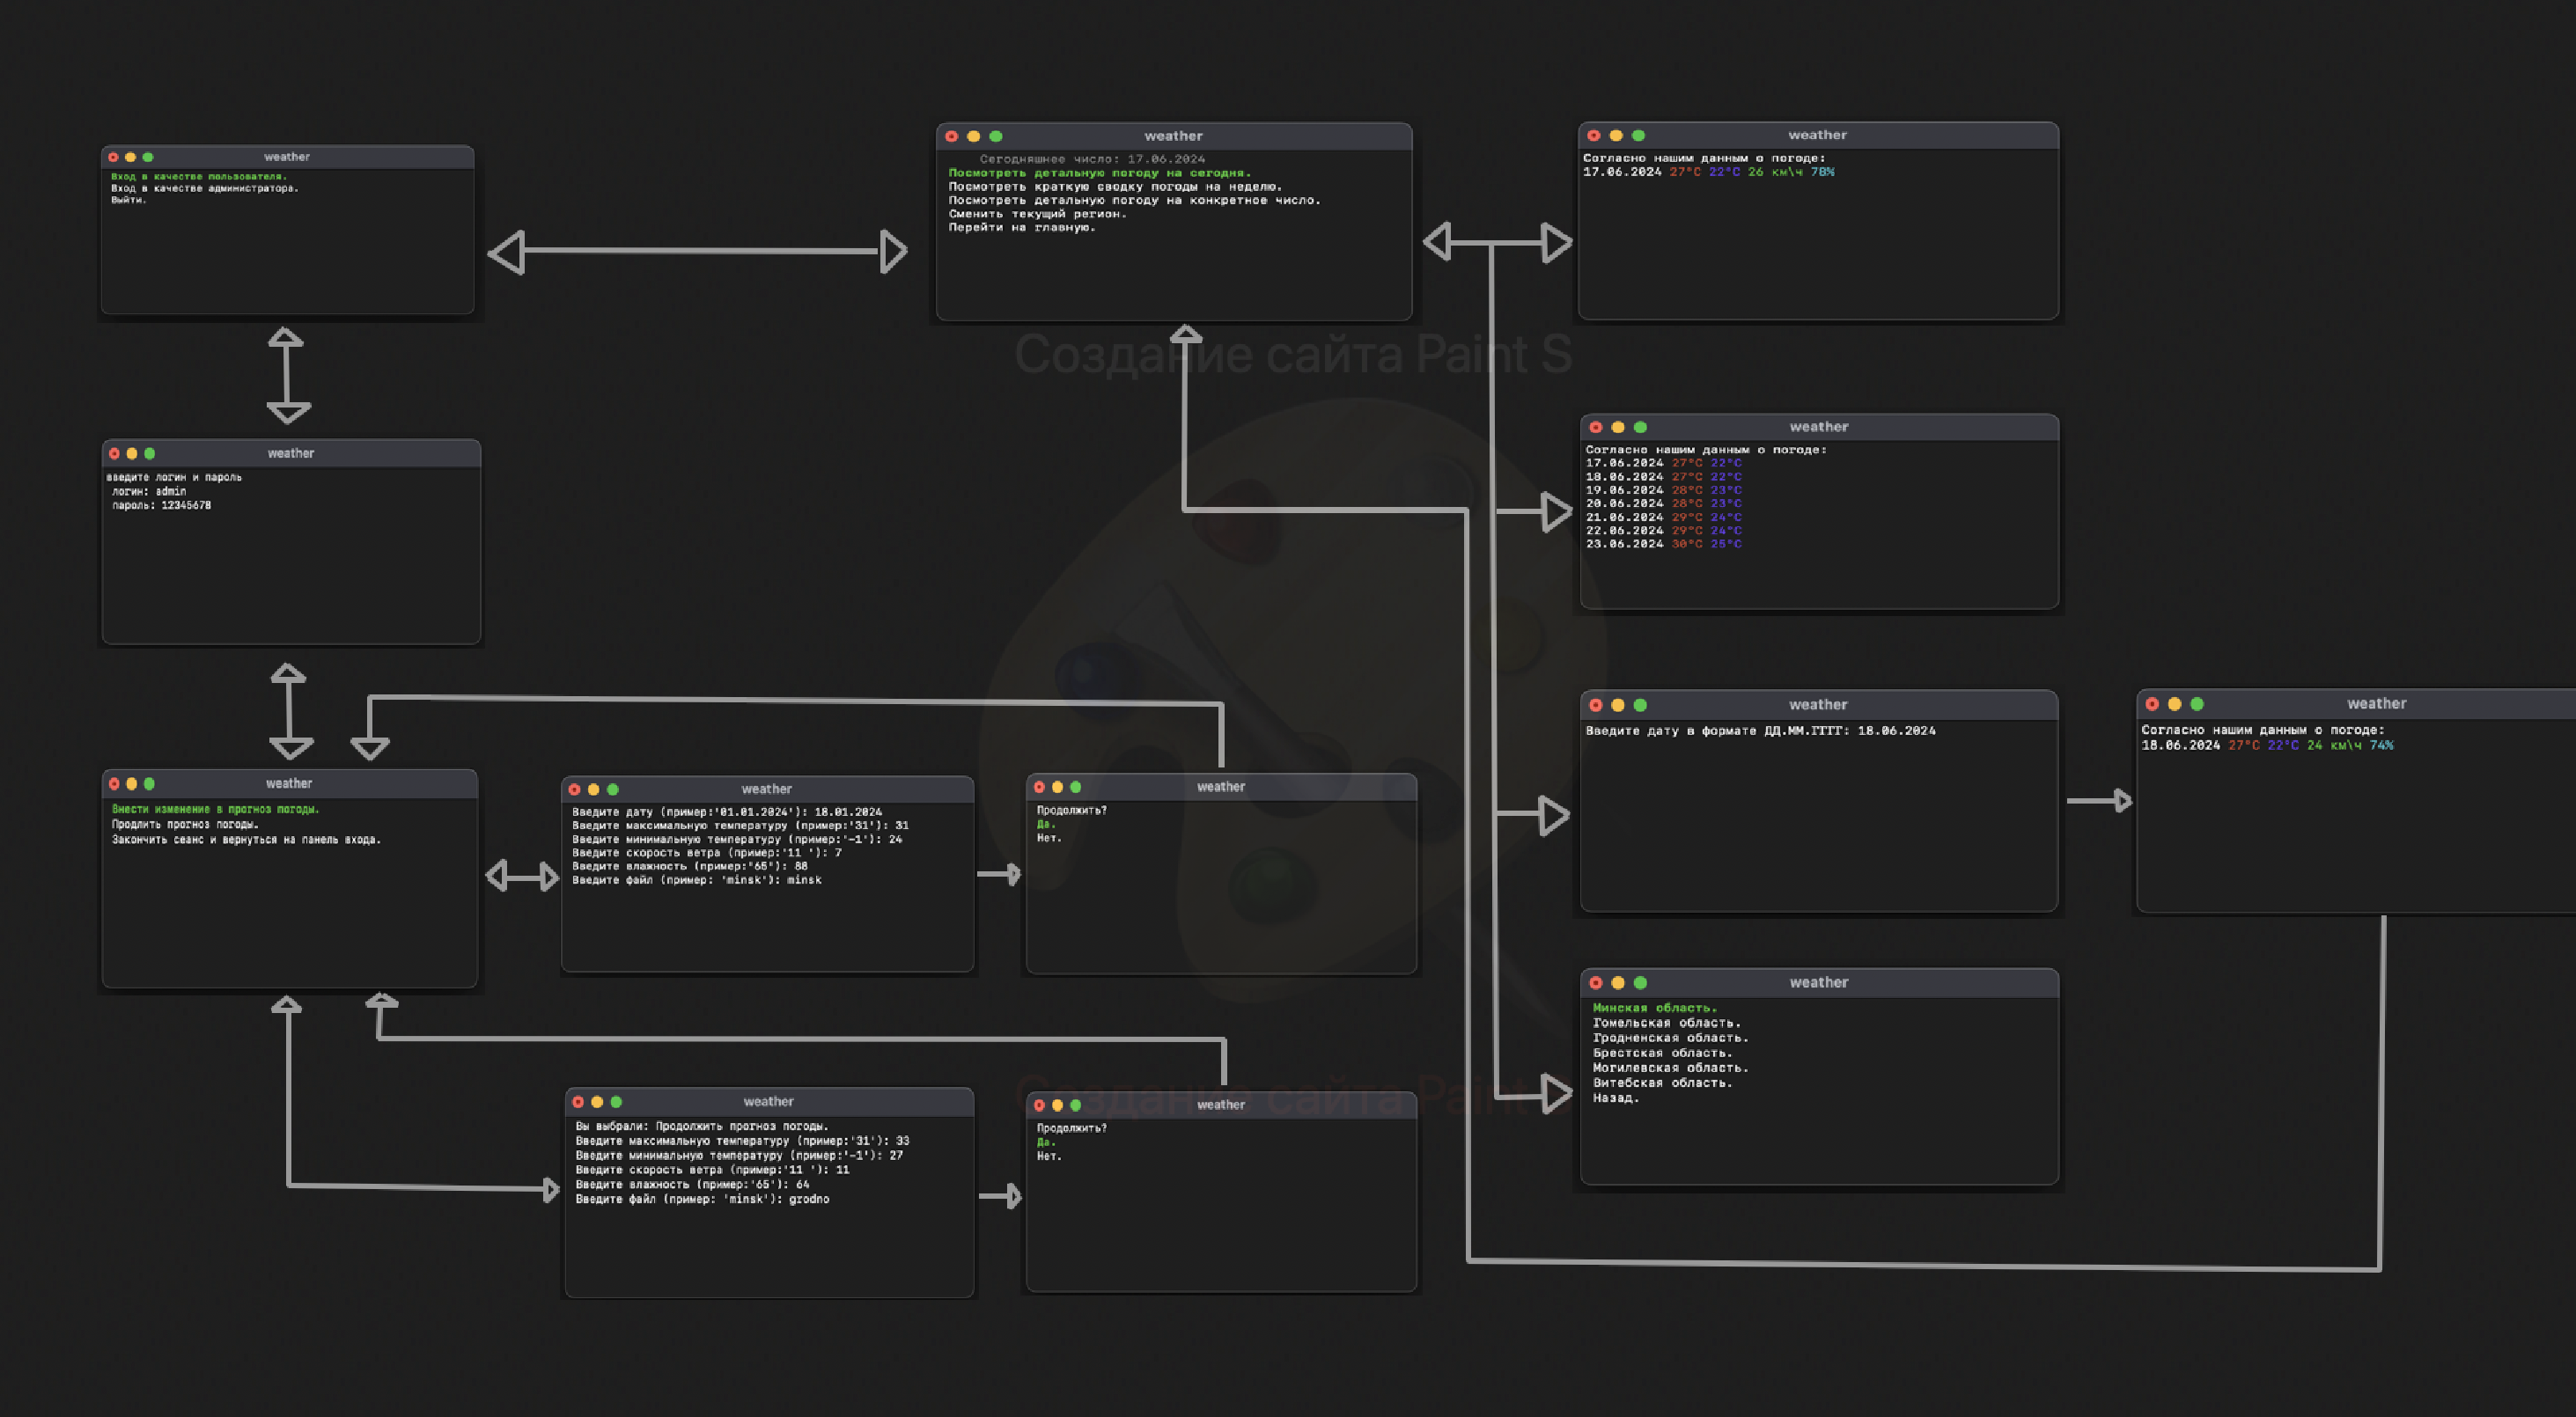 weather
Вход в качестве пользователя.
Вход в качестве администратора.
Выйти.
weather
Сегодняшнее число: 17.06.2024
Посмотреть детальную погоду на сегодня.
Посмотреть краткую сводку погоды на неделю.
Посмотреть детальную погоду на конкретное число.
Сменить текущий регион.
Перейти на главную.
weather
Согласно нашим данным о погоде:
17.06.2024 27°C 22°C 26 км\ч 78%
Создание сайта Paint S
weather
введите логин и пароль
логин: admin
пароль: 12345678
weather
Согласно нашим данным о погоде:
17.06.2024 27°C 22°C
18.06.2024 27°C 22°C
19.06.2024 28°C 23°C
20.06.2024 28°C 23°C
21.06.2024 29°C 24°C
22.06.2024 29°C 24°C
23.06.2024 30°C 25°C
weather
Введите дату в формате ДД.ММ.ГГГГ: 18.06.2024
weather
Согласно нашим данным о погоде:
18.06.2024 27°C 22°C 24 км\ч 74%
weather
Внести изменение в прогноз погоды.
Продлить прогноз погоды.
Закончить сеанс и вернуться на панель входа.
weather
Введите дату (пример:'01.01.2024'): 18.01.2024
Введите максимальную температуру (пример:'31'): 31
Введите минимальную температуру (пример:'-1'): 24
Введите скорость ветра (пример:'11 '): 7
Введите влажность (пример:'65'): 88
Введите файл (пример: 'minsk'): minsk
weather
Продолжить?
Да.
Нет.
weather
Минская область.
Гомельская область.
Гродненская область.
Брестская область.
Могилевская область.
Витебская область.
Назад.
weather
Вы выбрали: Продолжить прогноз погоды.
Введите максимальную температуру (пример:'31'): 33
Введите минимальную температуру (пример:'-1'): 27
Введите скорость ветра (пример:'11 '): 11
Введите влажность (пример:'65'): 64
Введите файл (пример: 'minsk'): grodno
Создание сайта Paint S
weather
Продолжить?
Да.
Нет.